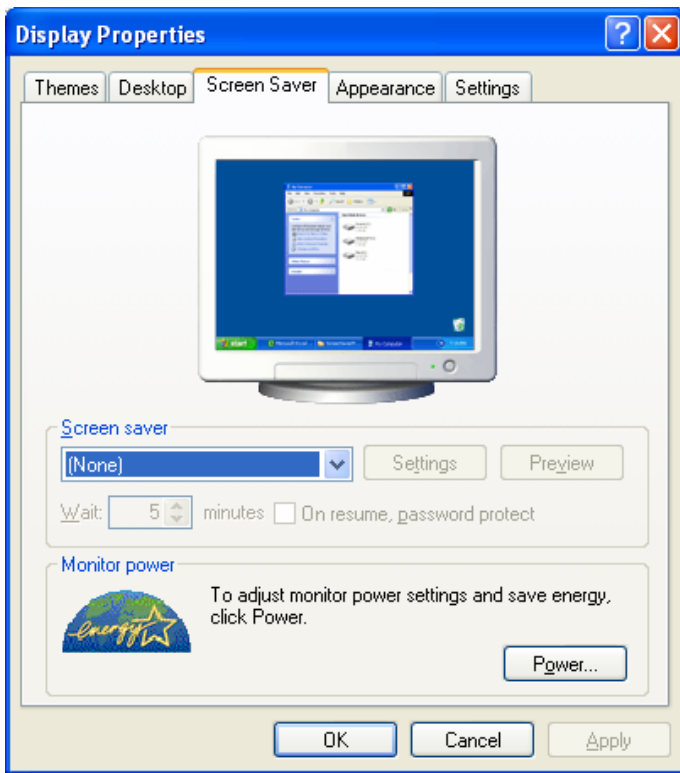 Display Properties
Themes Desktop Screen Saver Appearance Settings
start
Screen saver
(None) Settings Preview
Wait: 5 minutes On resume, password protect
Monitor power
To adjust monitor power settings and save energy,
click Power.
energy
Power...
OK Cancel Apply